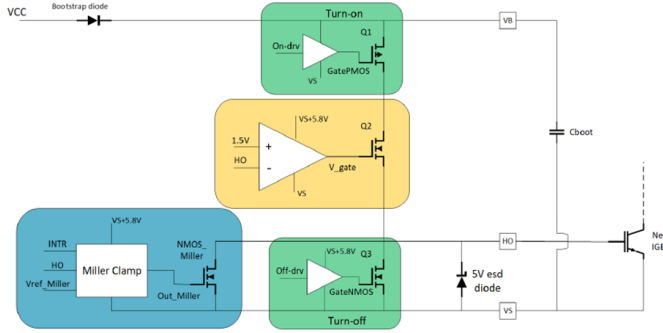 VCC
Bootstrap diode
Turn-on
Q1
On-drv
GatePMOS
VS
VB
VS+5.8V
Q2
1.5V
+
HO
-
V_gate
VS
Cboot
VS+5.8V
INTR
HO
Vref_Miller
Miller Clamp
NMOS_
Miller
Out_Miller
VS+5.8V
Q3
Off-drv
GateNMOS
Turn-off
5V esd
diode
HO
VS
Ne
IGE